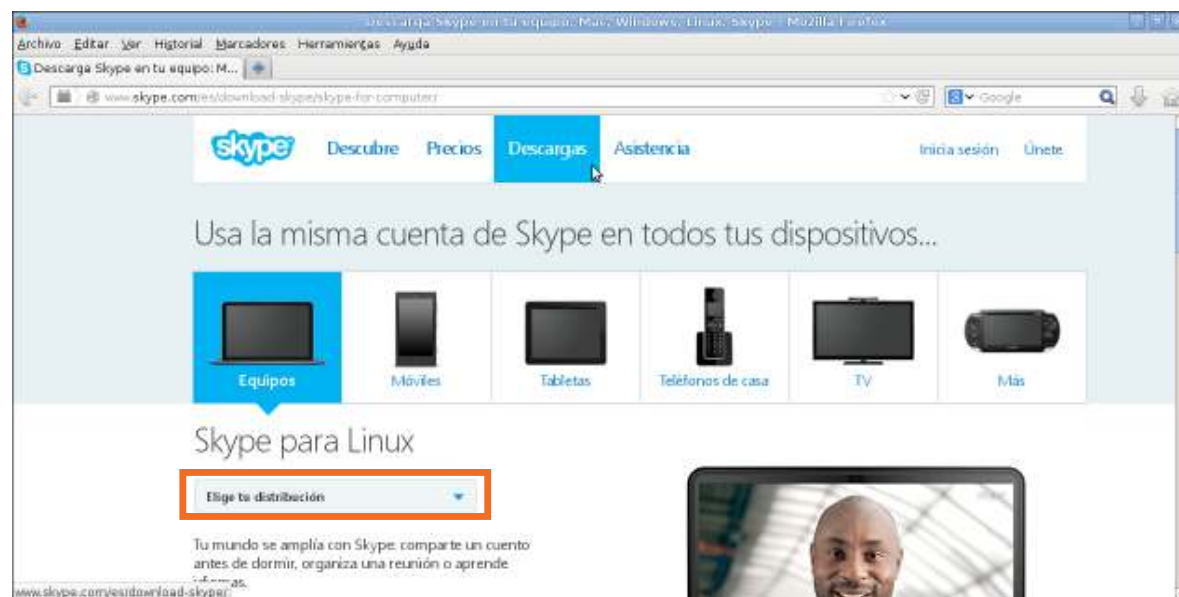 Descarga Skype en tu equipo: Mac, Windows, Linux. Skype - Mozilla Firefox
Archivo Editar Ver Historial Marcadores Herramientas Ayuda
Descarga Skype en tu equipo: M...
www.skype.com/es/download-skype/skype-for-computer/
Google
skype Descubre Precios Descargas Asistencia Inicia sesión Únete
Usa la misma cuenta de Skype en todos tus dispositivos...
Equipos Móviles Tabletas Teléfonos de casa TV Más
Skype para Linux
Elige tu distribución
Tu mundo se amplía con Skype: comparte un cuento
antes de dormir, organiza una reunión o aprende
www.skype.com/es/download-skype/